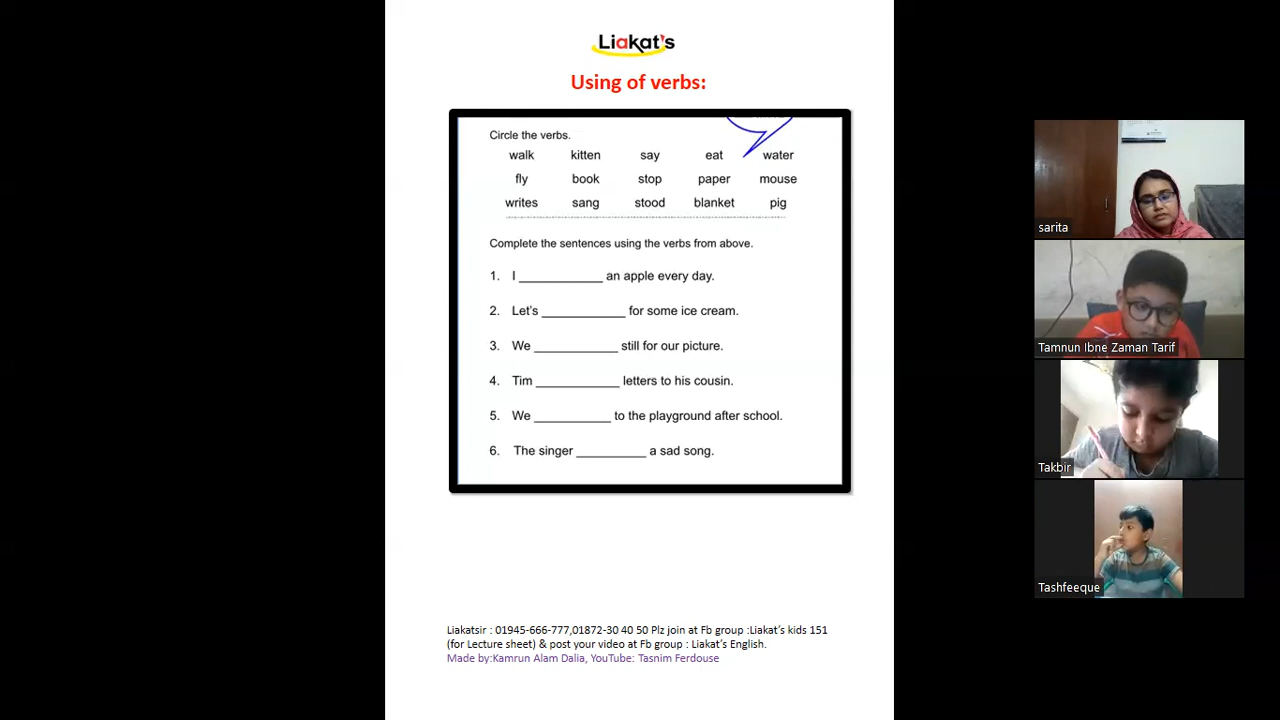 Liakat's
Using of verbs:
Circle the verbs.
walk kitten say eat water
fly book stop paper mouse
writes sang stood blanket pig
Complete the sentences using the verbs from above.
1. I ____________ an apple every day.
2. Let's ____________ for some ice cream.
3. We ____________ still for our picture.
4. Tim ____________ letters to his cousin.
5. We ___________ to the playground after school.
6. The singer __________ a sad song.
Liakatsir : 01945-666-777,01872-30 40 50 Plz join at Fb group :Liakat's kids 151
(for Lecture sheet) & post your video at Fb group : Liakat's English.
Made by:Kamrun Alam Dalia, YouTube: Tasnim Ferdouse
sarita
Tamnun Ibne Zaman Tarif
Takbir
Tashfeeque